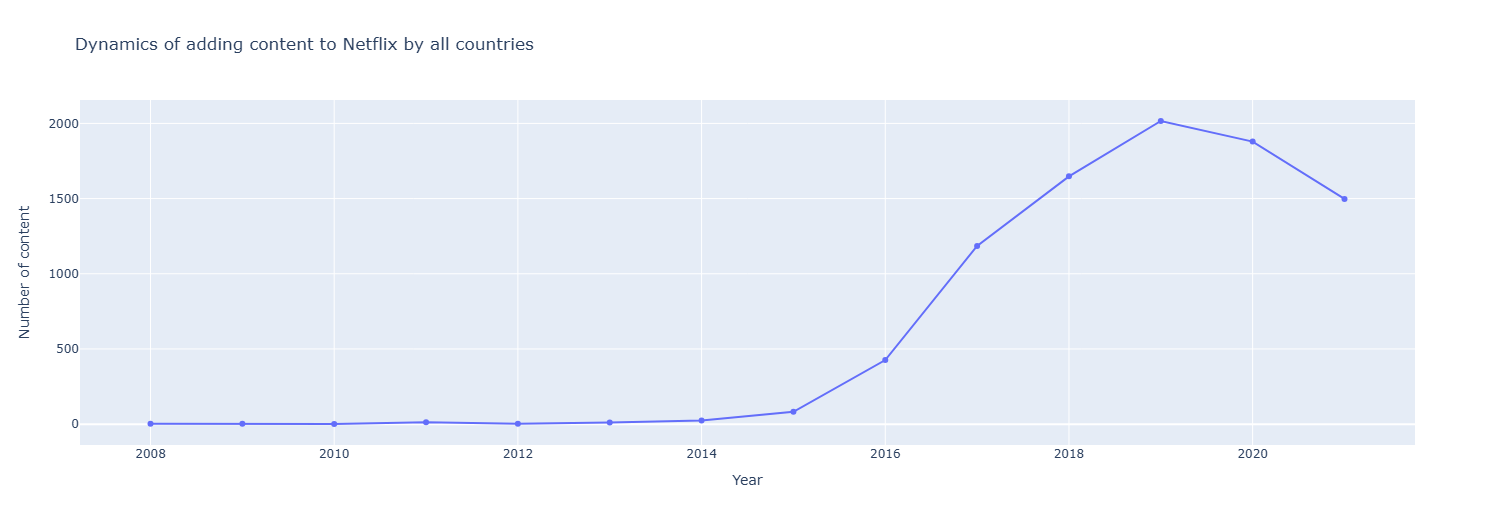 Dynamics of adding content to Netflix by all countries
Number of content
2000
1500
1000
500
0
2008 2010 2012 2014 2016 2018 2020
Year